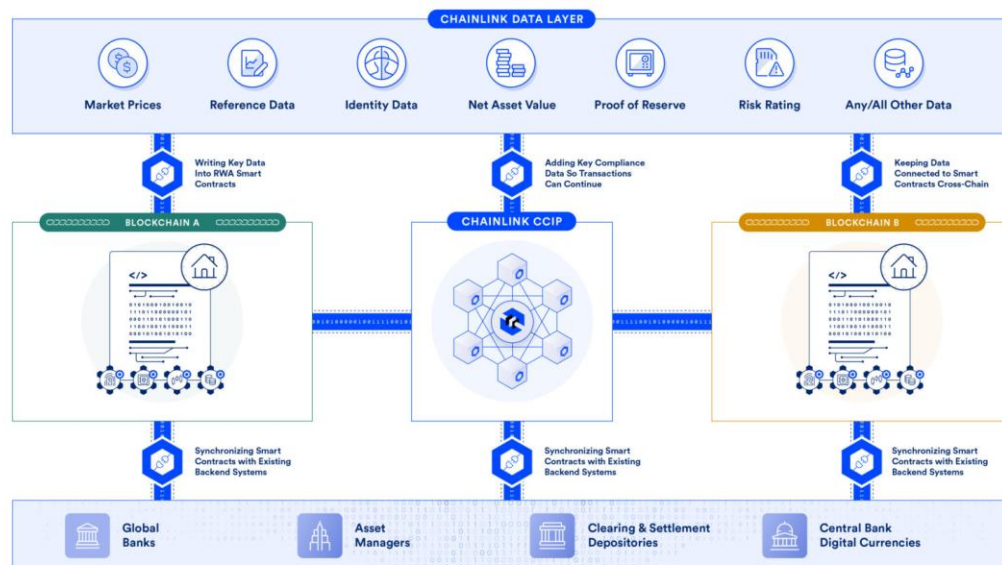 CHAINLINK DATA LAYER
Market Prices
Reference Data
Identity Data
Net Asset Value
Proof of Reserve
Risk Rating
Any/All Other Data
Writing Key Data
Into RWA Smart
Contracts
Adding Key Compliance
Data So Transactions
Can Continue
Keeping Data
Connected to Smart
Contracts Cross-Chain
BLOCKCHAIN A
CHAINLINK CCIP
BLOCKCHAIN B
</>
</>
Synchronizing Smart
Contracts with Existing
Backend Systems
Synchronizing Smart
Contracts with Existing
Backend Systems
Synchronizing Smart
Contracts with Existing
Backend Systems
Global
Banks
Asset
Managers
Clearing & Settlement
Depositories
Central Bank
Digital Currencies